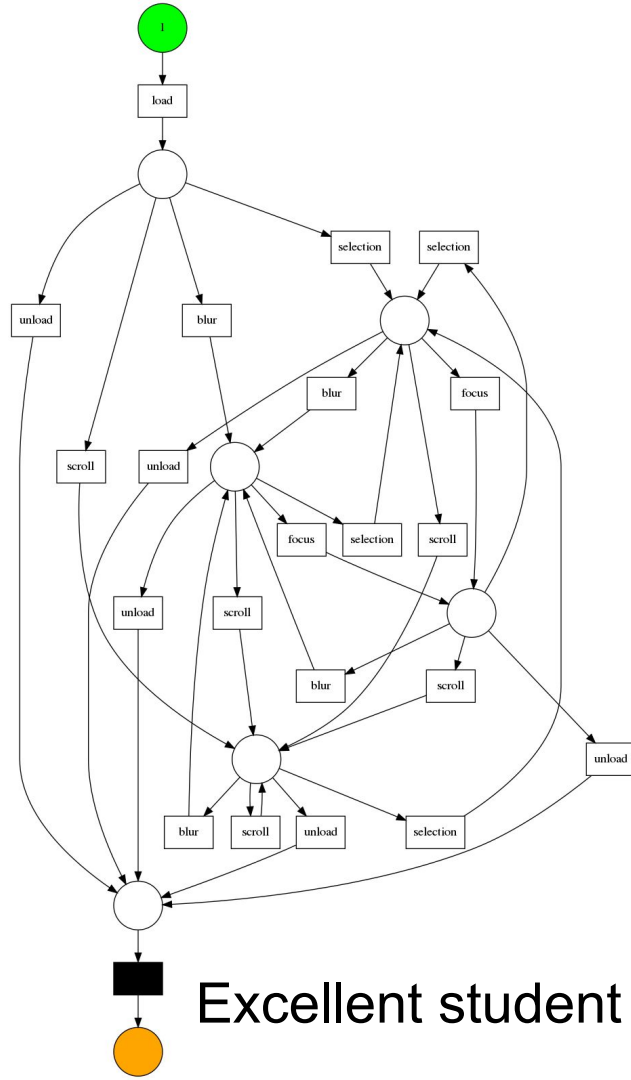 1
load
selection selection
unload blur
blur focus
scroll unload
focus selection scroll
unload scroll
blur scroll
unload
blur scroll unload selection
Excellent student